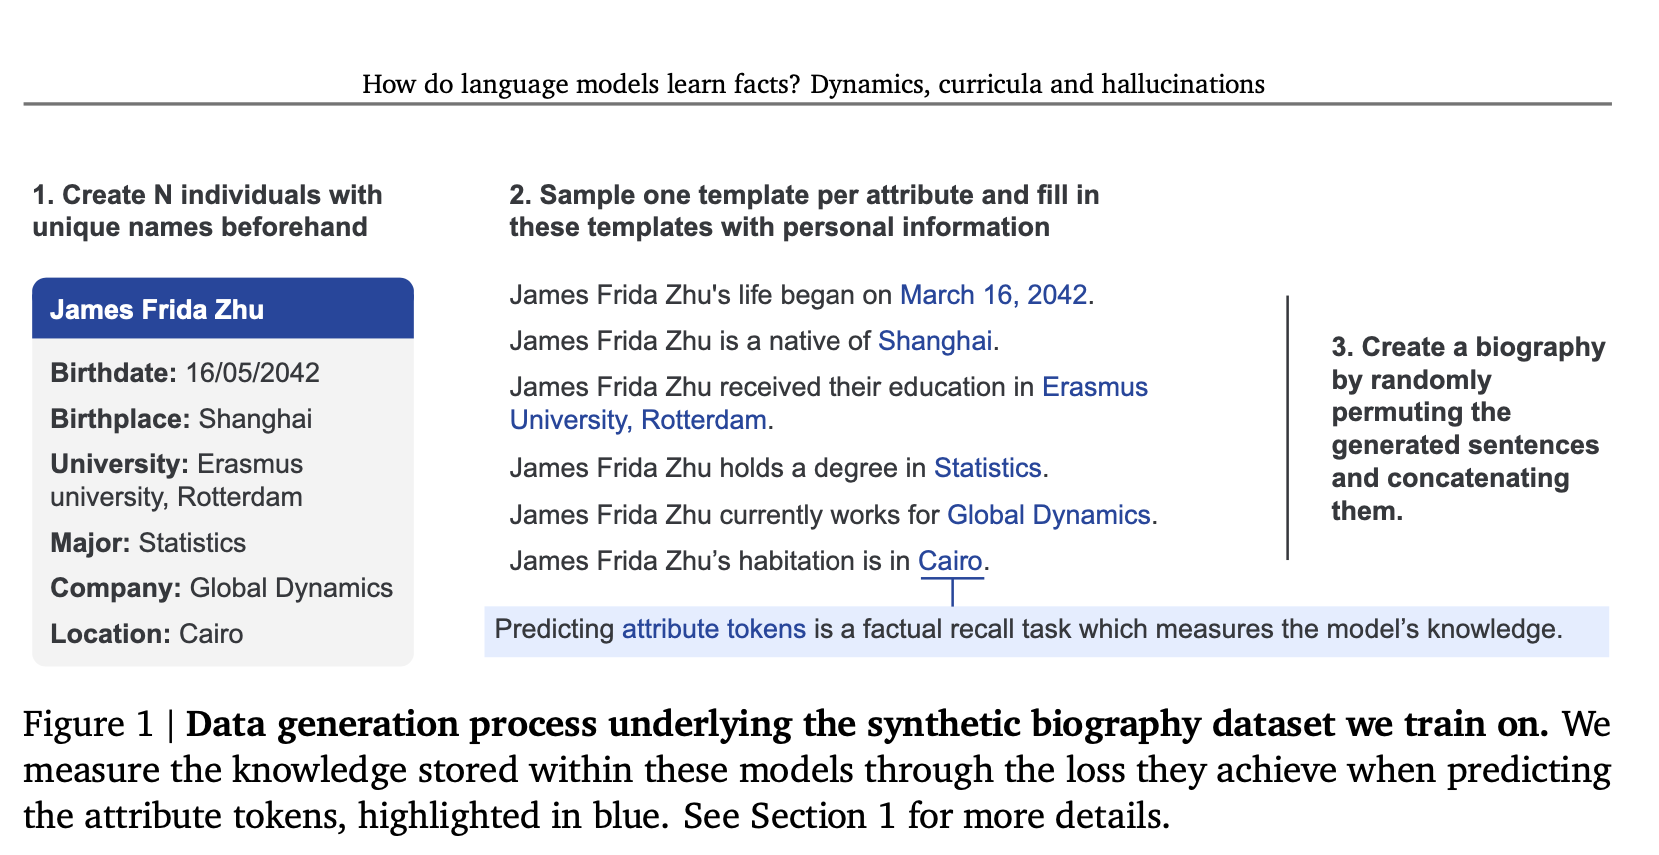 How do language models learn facts? Dynamics, curricula and hallucinations
1. Create N individuals with
unique names beforehand
James Frida Zhu
Birthdate: 16/05/2042
Birthplace: Shanghai
University: Erasmus
university, Rotterdam
Major: Statistics
Company: Global Dynamics
Location: Cairo
2. Sample one template per attribute and fill in
these templates with personal information
James Frida Zhu's life began on March 16, 2042.
James Frida Zhu is a native of Shanghai.
James Frida Zhu received their education in Erasmus
University, Rotterdam.
James Frida Zhu holds a degree in Statistics.
James Frida Zhu currently works for Global Dynamics.
James Frida Zhu’s habitation is in Cairo.
Predicting attribute tokens is a factual recall task which measures the model’s knowledge.
3. Create a biography
by randomly
permuting the
generated sentences
and concatenating
them.
Figure 1 | Data generation process underlying the synthetic biography dataset we train on. We
measure the knowledge stored within these models through the loss they achieve when predicting
the attribute tokens, highlighted in blue. See Section 1 for more details.